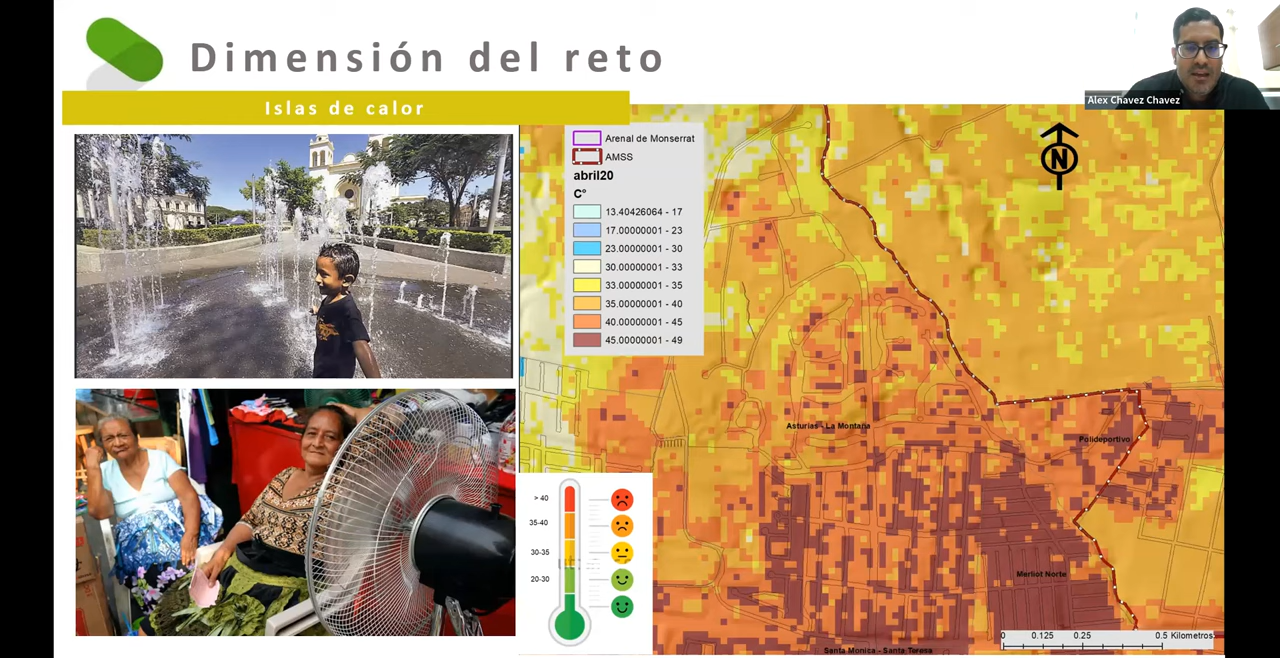 Dimensión del reto
Islas de calor
Alex Chavez Chavez
Arenal de Monserrat
AMSS
abril20
C°
13.40426064 - 17
17.00000001 - 23
23.00000001 - 30
30.00000001 - 33
33.00000001 - 35
35.00000001 - 40
40.00000001 - 45
45.00000001 - 49
N
Asturias - La Montaña
Polideportivo
Merliot Norte
Santa Monica - Santa Teresa
> 40
35-40
30-35
20-30
0 0.125 0.25 0.5 Kilometros